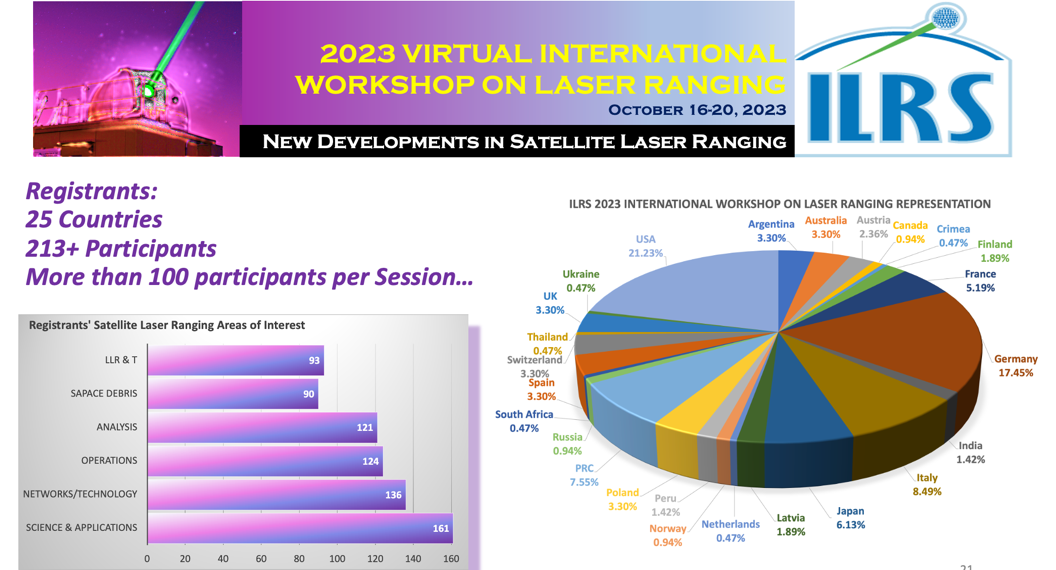 2023 VIRTUAL INTERNATIONAL
WORKSHOP ON LASER RANGING
OCTOBER 16-20, 2023
NEW DEVELOPMENTS IN SATELLITE LASER RANGING
ILRS
Registrants:
25 Countries
213+ Participants
More than 100 participants per Session...
Registrants' Satellite Laser Ranging Areas of Interest
LLR & T
93
SAPACE DEBRIS
90
ANALYSIS
121
OPERATIONS
124
NETWORKS/TECHNOLOGY
136
SCIENCE & APPLICATIONS
161
0 20 40 60 80 100 120 140 160
ILRS 2023 INTERNATIONAL WORKSHOP ON LASER RANGING REPRESENTATION
Argentina
3.30%
Australia
3.30%
Austria
2.36%
Canada
0.94%
Crimea
0.47%
Finland
1.89%
France
5.19%
Germany
17.45%
India
1.42%
Italy
8.49%
Japan
6.13%
Latvia
1.89%
Netherlands
0.47%
Norway
0.94%
Peru
1.42%
Poland
3.30%
PRC
7.55%
Russia
0.94%
South Africa
0.47%
Spain
3.30%
Switzerland
3.30%
Thailand
0.47%
UK
3.30%
Ukraine
0.47%
USA
21.23%